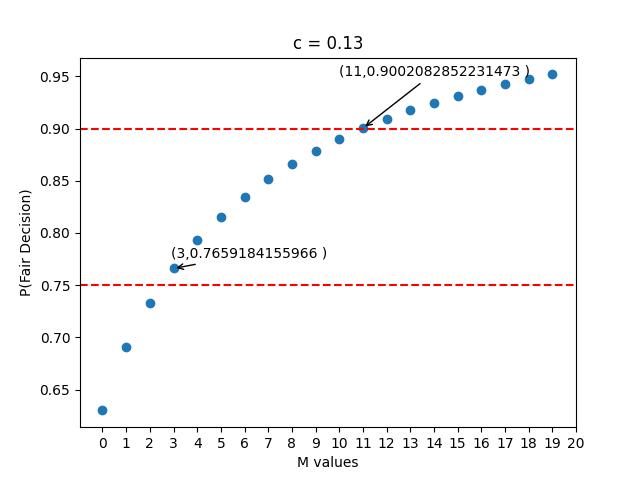 c = 0.13
(11,0.9002082852231473 )
(3,0.7659184155966 )
P(Fair Decision)
0.95
0.90
0.85
0.80
0.75
0.70
0.65
0 1 2 3 4 5 6 7 8 9 10 11 12 13 14 15 16 17 18 19 20
M values